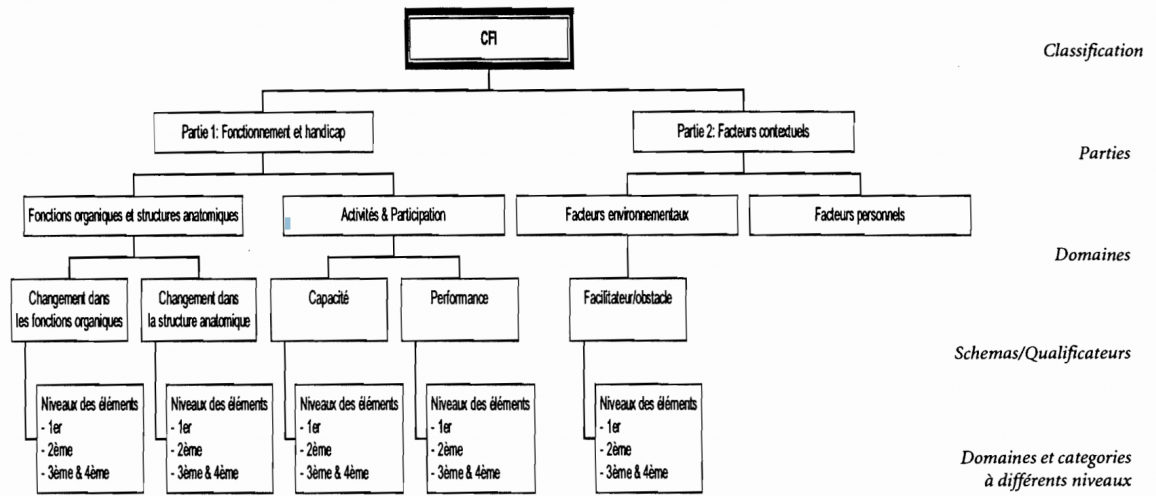 CFI
Classification
Partie 1: Fonctionnement et handicap
Partie 2: Facteurs contextuels
Parties
Fonctions organiques et structures anatomiques
Activités & Participation
Facteurs environnementaux
Facteurs personnels
Domaines
Changement dans
les fonctions organiques
Changement dans
la structure anatomique
Capacité
Performance
Facilitateur/obstacle
Schemas/Qualificateurs
Niveaux des éléments
- 1er
- 2ème
- 3ème & 4ème
Niveaux des éléments
- 1er
- 2ème
- 3ème & 4ème
Niveaux des éléments
- 1er
- 2ème
- 3ème & 4ème
Niveaux des éléments
- 1er
- 2ème
- 3ème & 4ème
Niveaux des éléments
- 1er
- 2ème
- 3ème & 4ème
Domaines et categories
à différents niveaux